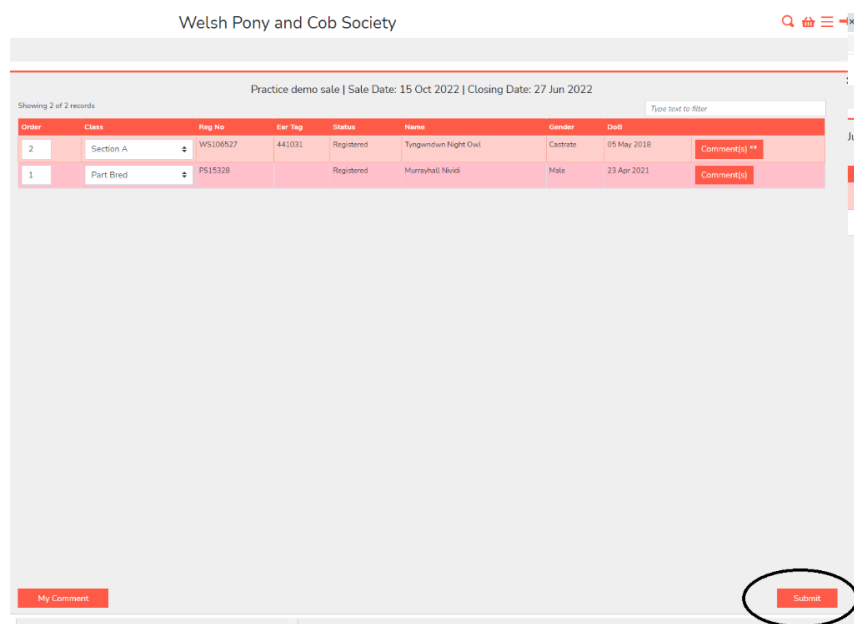 Welsh Pony and Cob Society
Practice demo sale | Sale Date: 15 Oct 2022 | Closing Date: 27 Jun 2022
Showing 2 of 2 records
Type text to filter
Order Class Reg No Ear Tag Status Name Gender DoB
2 Section A WS106527 441031 Registered Tyngwndwn Night Owl Castrate 05 May 2018 Comment(s) **
1 Part Bred PS15328 Registered Murrayhall Nividi Male 23 Apr 2021 Comment(s)
My Comment Submit